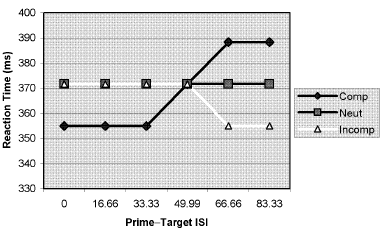 400
390
380
370
360
350
340
330
Reaction Time (ms)
0 16.66 33.33 49.99 66.66 83.33
Prime–Target ISI
Comp
Neut
Incomp